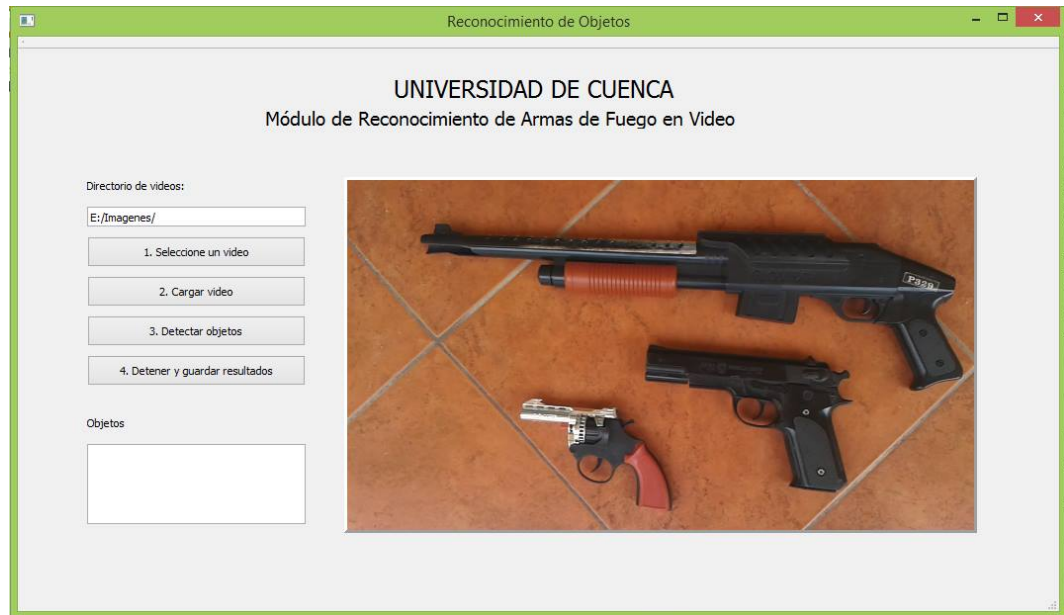 Reconocimiento de Objetos
UNIVERSIDAD DE CUENCA
Módulo de Reconocimiento de Armas de Fuego en Video
Directorio de videos:
E:/Imagenes/
1. Seleccione un video
2. Cargar video
3. Detectar objetos
4. Detener y guardar resultados
Objetos
P329